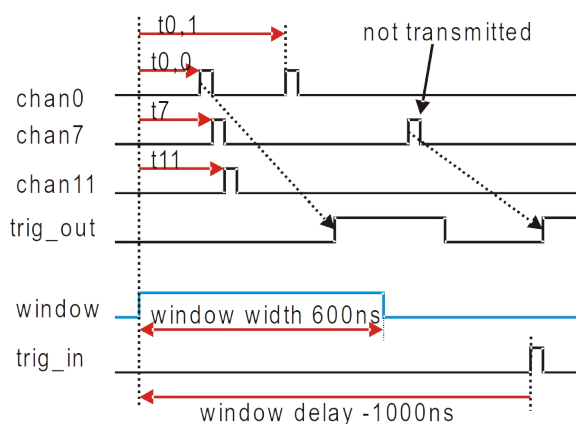 t0,1
not transmitted
t0,0
chan0
t7
chan7
t11
chan11
trig_out
window
window width 600ns
trig_in
window delay -1000ns